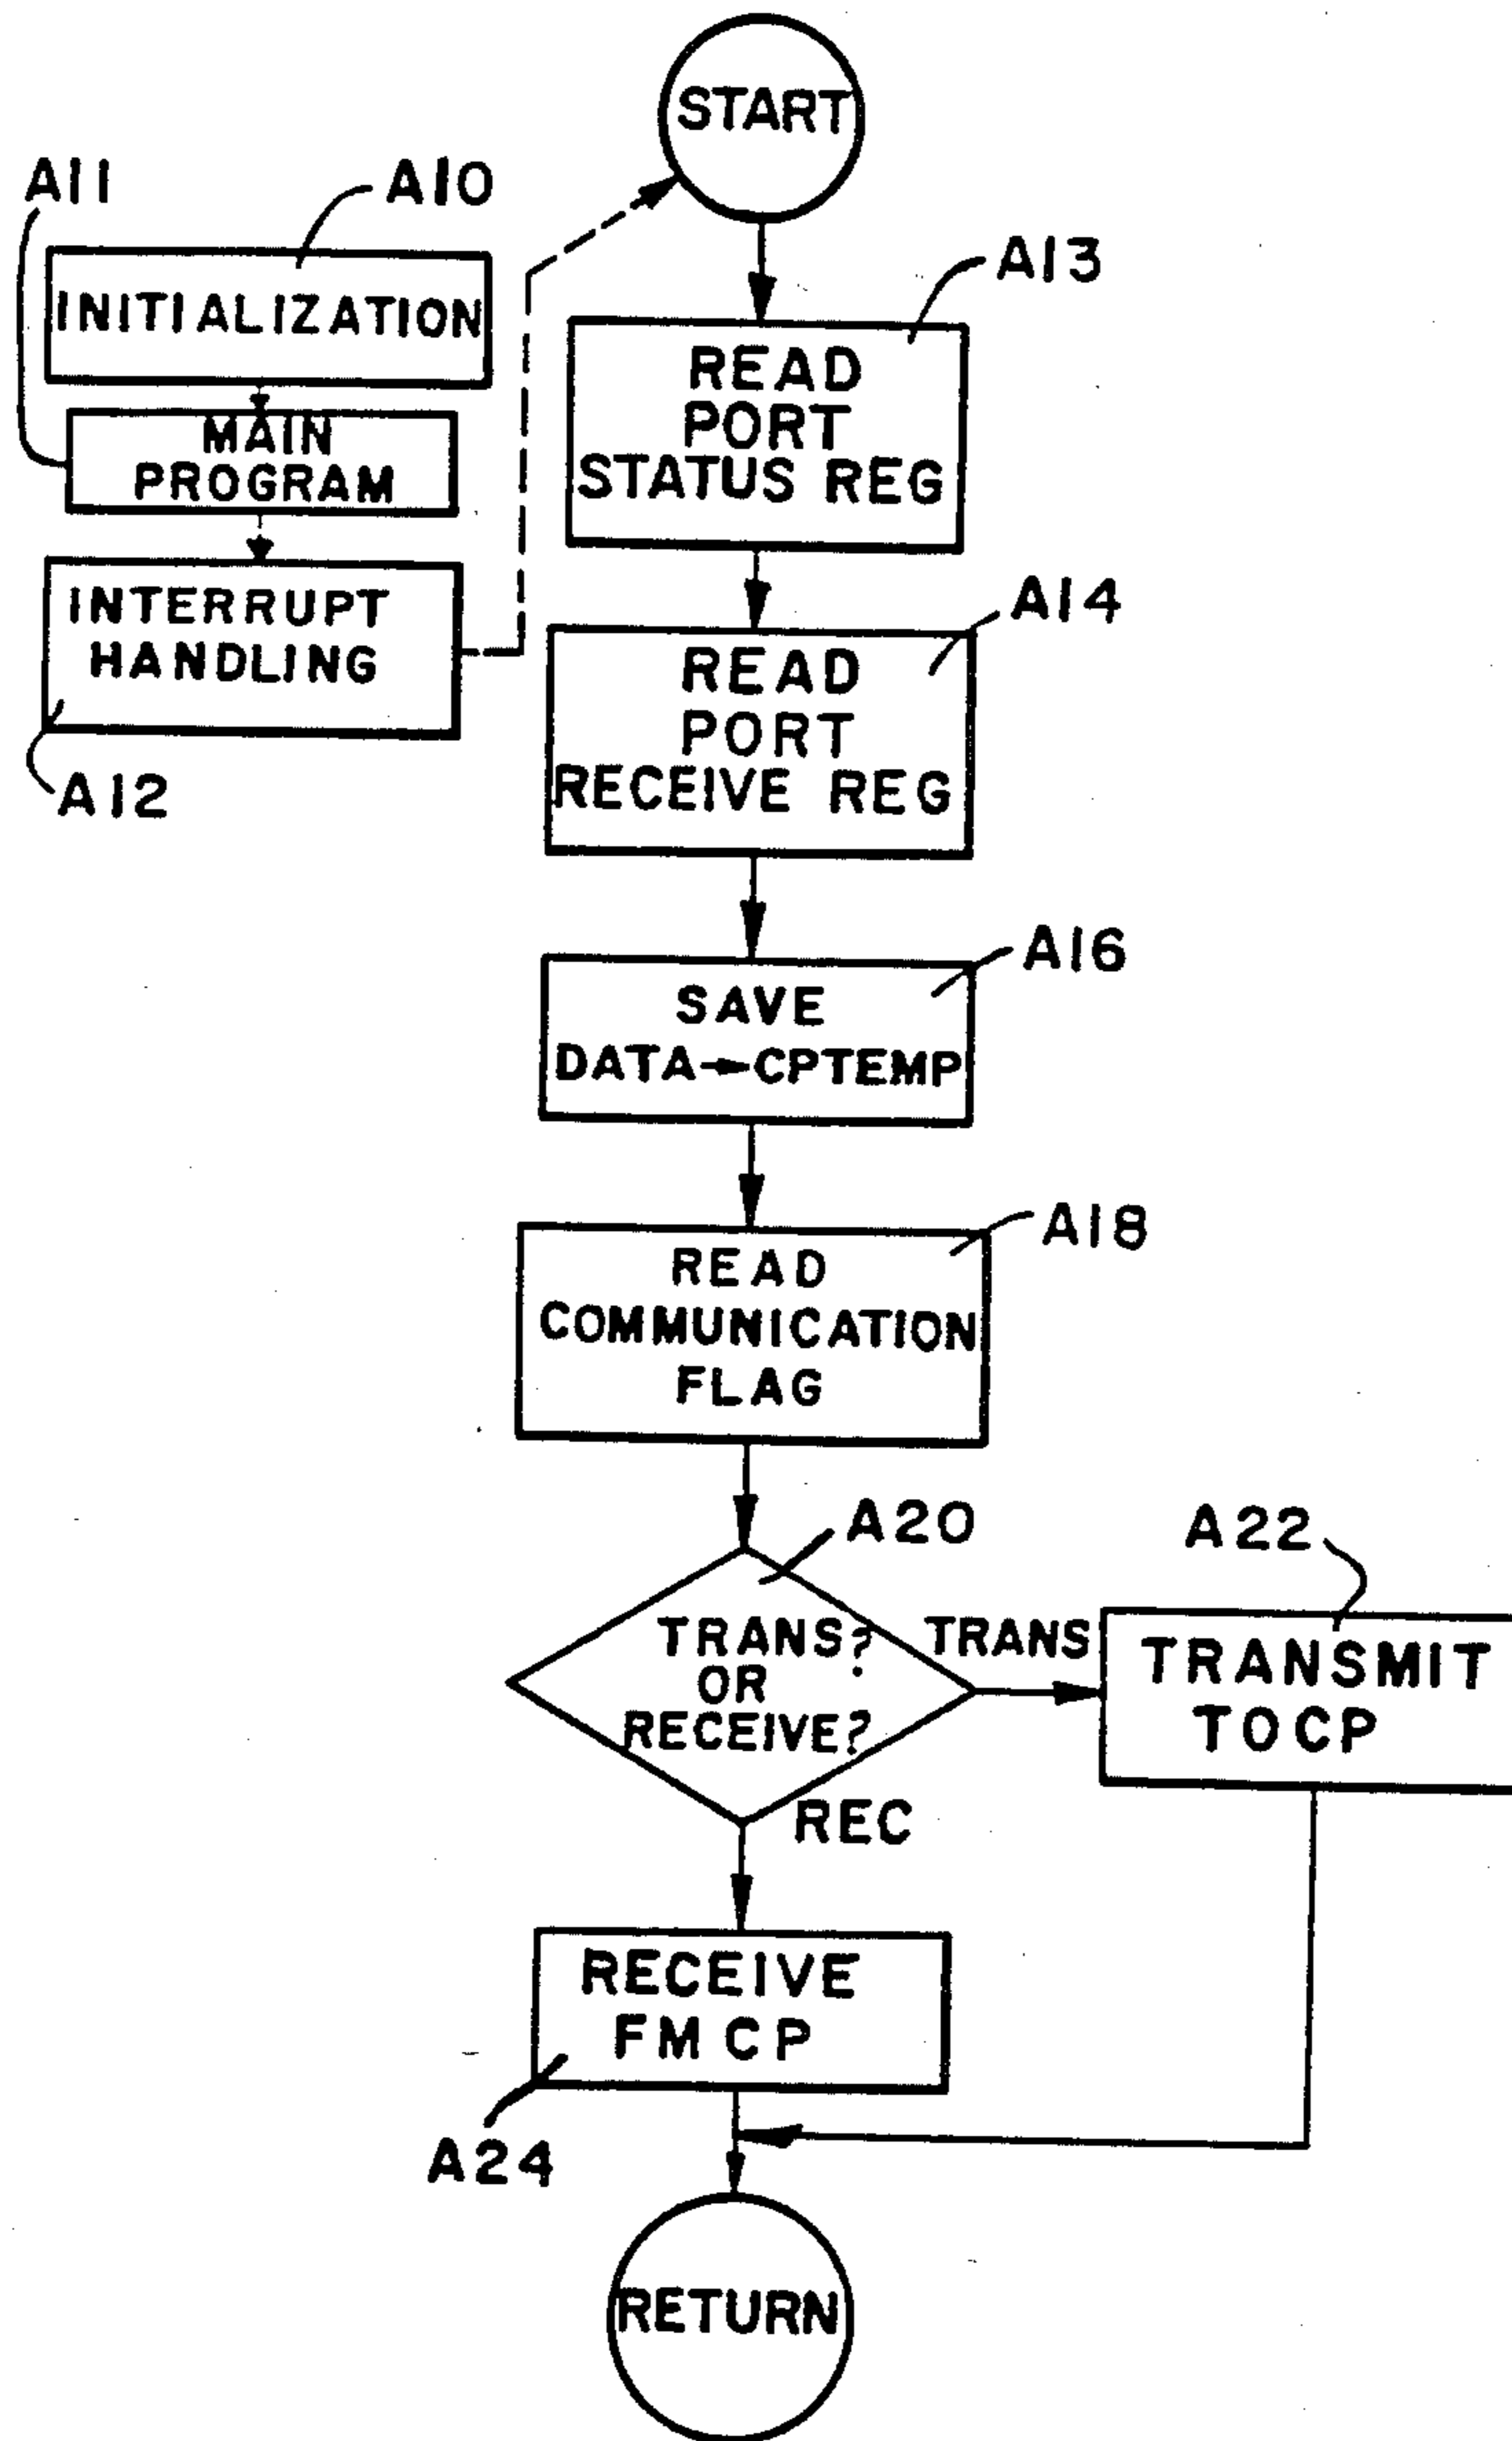 START
A11
A10
INITIALIZATION
MAIN
PROGRAM
INTERRUPT
HANDLING
A12
A13
READ
PORT
STATUS REG
A14
READ
PORT
RECEIVE REG
A16
SAVE
DATA→CPTEMP
A18
READ
COMMUNICATION
FLAG
A20
TRANS?
OR
RECEIVE?
TRANS
A22
TRANSMIT
TOCP
REC
RECEIVE
FMCP
A24
RETURN